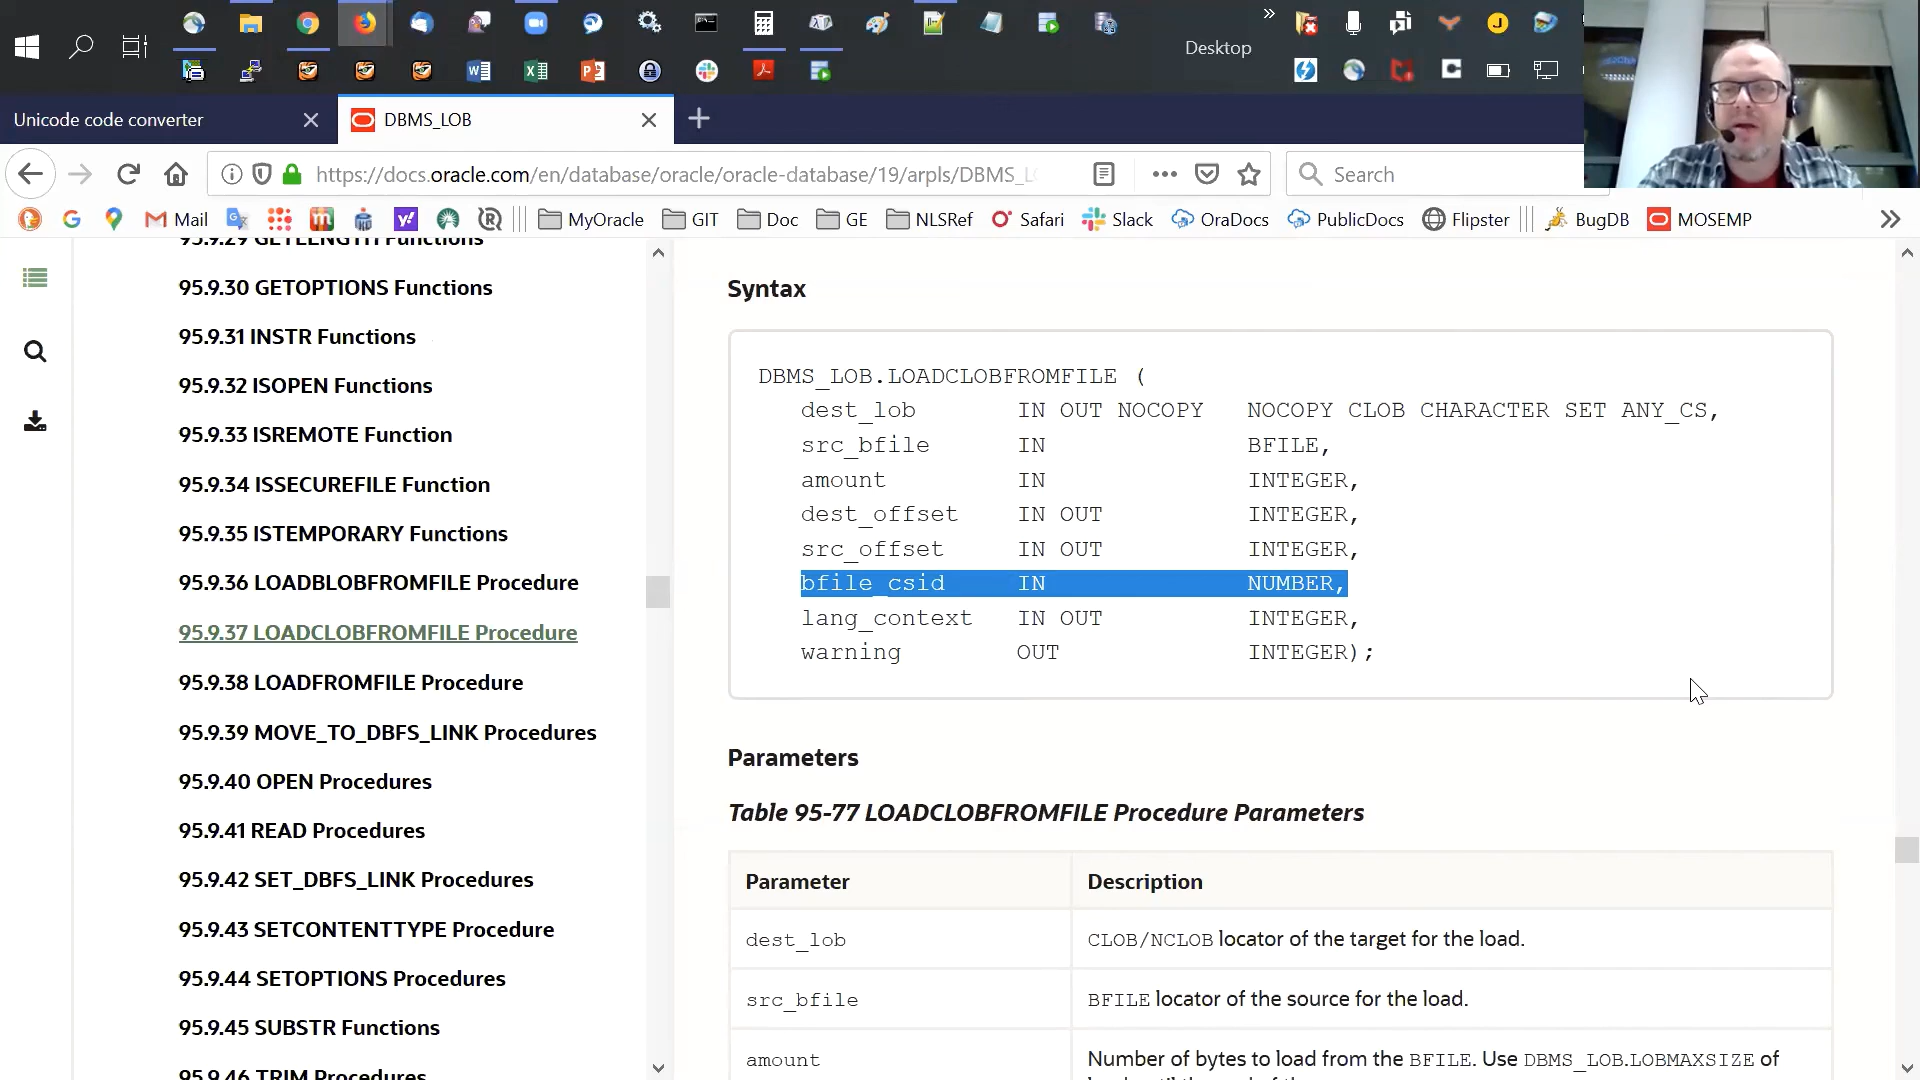 Desktop
Unicode code converter
DBMS_LOB
https://docs.oracle.com/en/database/oracle/oracle-database/19/arpls/DBMS_L
Search
Mail
MyOracle
GIT
Doc
GE
NLSRef
Safari
Slack
OraDocs
PublicDocs
Flipster
BugDB
MOSEMP
95.9.29 GETLENGTH Functions
95.9.30 GETOPTIONS Functions
95.9.31 INSTR Functions
95.9.32 ISOPEN Functions
95.9.33 ISREMOTE Function
95.9.34 ISSECUREFILE Function
95.9.35 ISTEMPORARY Functions
95.9.36 LOADBLOBFROMFILE Procedure
95.9.37 LOADCLOBFROMFILE Procedure
95.9.38 LOADFROMFILE Procedure
95.9.39 MOVE_TO_DBFS_LINK Procedures
95.9.40 OPEN Procedures
95.9.41 READ Procedures
95.9.42 SET_DBFS_LINK Procedures
95.9.43 SETCONTENTTYPE Procedure
95.9.44 SETOPTIONS Procedures
95.9.45 SUBSTR Functions
95.9.46 TRIM Procedures
Syntax
DBMS_LOB.LOADCLOBFROMFILE (
dest_lob IN OUT NOCOPY NOCOPY CLOB CHARACTER SET ANY_CS,
src_bfile IN BFILE,
amount IN INTEGER,
dest_offset IN OUT INTEGER,
src_offset IN OUT INTEGER,
bfile_csid IN NUMBER,
lang_context IN OUT INTEGER,
warning OUT INTEGER);
Parameters
Table 95-77 LOADCLOBFROMFILE Procedure Parameters
Parameter Description
dest_lob CLOB/NCLOB locator of the target for the load.
src_bfile BFILE locator of the source for the load.
amount Number of bytes to load from the BFILE. Use DBMS_LOB.LOBMAXSIZE of